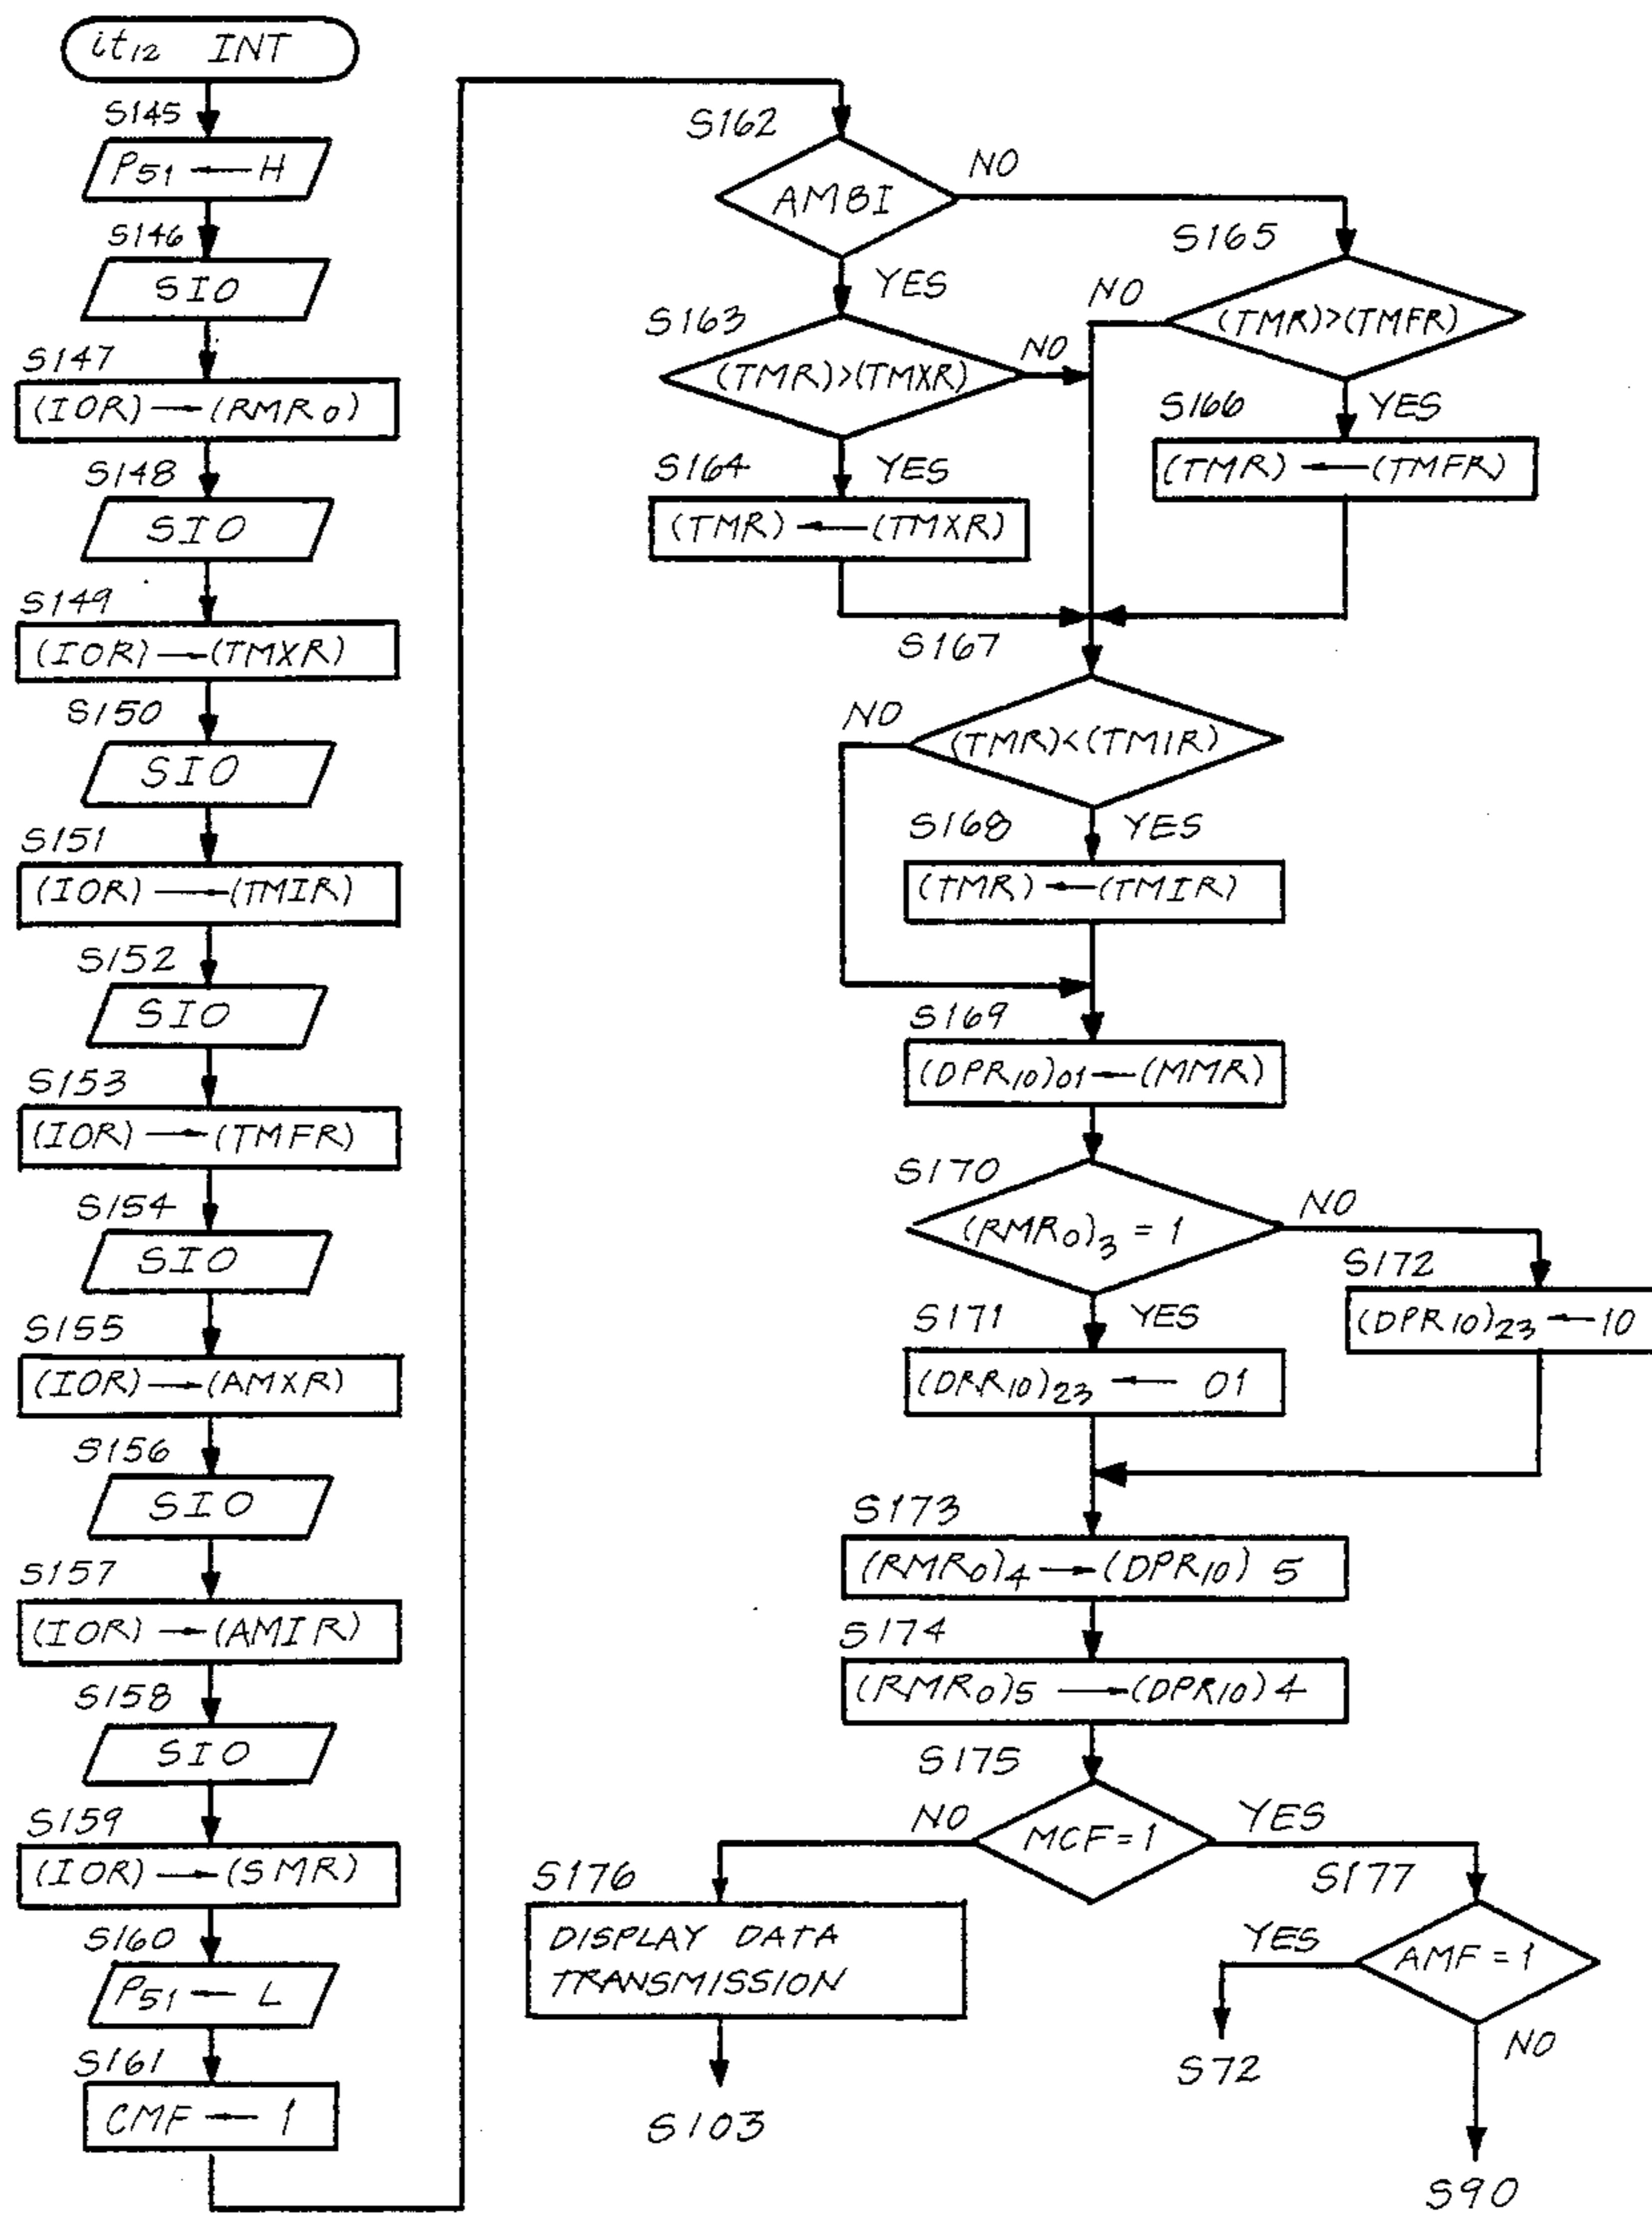 it12 INT
S145
P51 ← H
S146
SIO
S147
(IOR) → (RMR0)
S148
SIO
S149
(IOR) → (TMXR)
S150
SIO
S151
(IOR) → (TMIR)
S152
SIO
S153
(IOR) → (TMFR)
S154
SIO
S155
(IOR) → (AMXR)
S156
SIO
S157
(IOR) → (AMIR)
S158
SIO
S159
(IOR) → (SMR)
S160
P51 ← L
S161
CMF ← 1
S162
AMBI
NO
YES
S163
(TMR)>(TMXR)
NO
YES
S164
(TMR) ← (TMXR)
S165
(TMR)>(TMFR)
NO
YES
S166
(TMR) ← (TMFR)
S167
(TMR)<(TMIR)
NO
YES
S168
(TMR) ← (TMIR)
S169
(DPR10)01 ← (MMR)
S170
(RMR0)3 = 1
NO
YES
S171
(DRR10)23 ← 01
S172
(DPR10)23 ← 10
S173
(RMR0)4 → (DPR10) 5
S174
(RMR0)5 → (DPR10) 4
S175
MCF = 1
NO
YES
S176
DISPLAY DATA
TRANSMISSION
S103
S177
AMF = 1
YES
NO
S72
S90